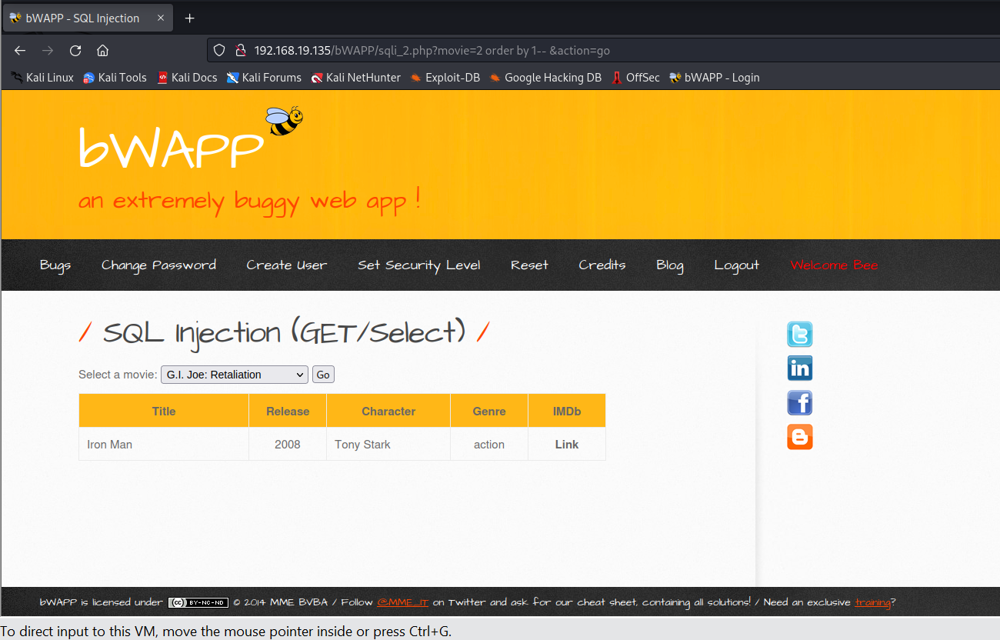 bWAPP - SQL Injection
192.168.19.135/bWAPP/sqli_2.php?movie=2 order by 1-- &action=go
Kali Linux Kali Tools Kali Docs Kali Forums Kali NetHunter Exploit-DB Google Hacking DB OffSec bWAPP - Login
bWAPP
an extremely buggy web app !
Bugs Change Password Create User Set Security Level Reset Credits Blog Logout Welcome Bee
/ SQL Injection (GET/Select) /
Select a movie: G.I. Joe: Retaliation Go
Title Release Character Genre IMDb
Iron Man 2008 Tony Stark action Link
bWAPP is licensed under (cc) BY-NC-ND © 2014 MME BVBA / Follow @MME_IT on Twitter and ask for our cheat sheet, containing all solutions! / Need an exclusive training?
To direct input to this VM, move the mouse pointer inside or press Ctrl+G.